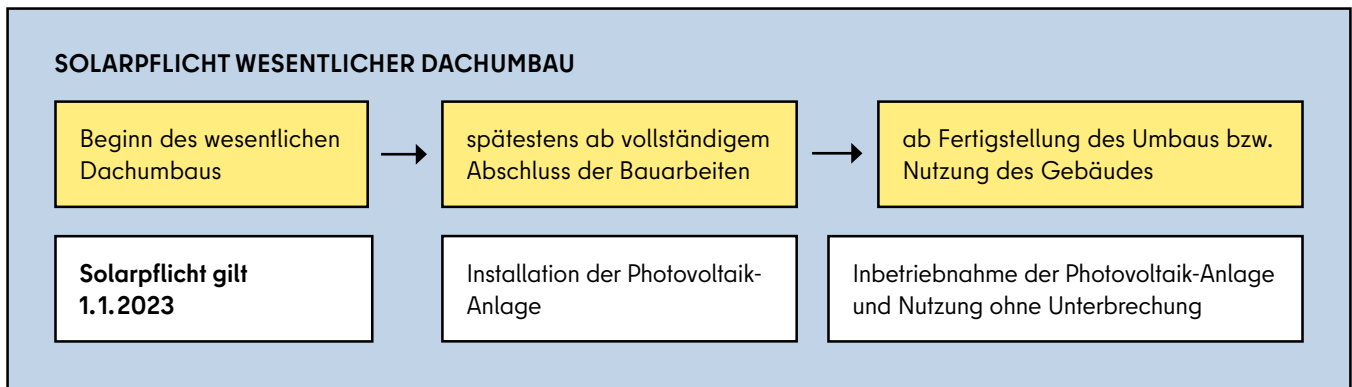 SOLARPFLICHT WESENTLICHER DACHUMBAU
Beginn des wesentlichen
Dachumbaus
spätestens ab vollständigem
Abschluss der Bauarbeiten
ab Fertigstellung des Umbaus bzw.
Nutzung des Gebäudes
Solarpflicht gilt
1.1.2023
Installation der Photovoltaik-
Anlage
Inbetriebnahme der Photovoltaik-Anlage
und Nutzung ohne Unterbrechung